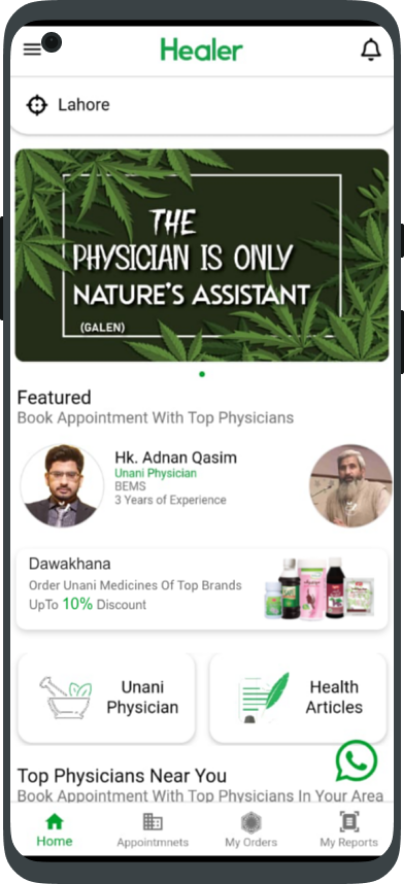 Healer
Lahore
THE
PHYSICIAN IS ONLY
NATURE'S ASSISTANT
(GALEN)
Featured
Book Appointment With Top Physicians
Hk. Adnan Qasim
Unani Physician
BEMS
3 Years of Experience
Dawakhana
Order Unani Medicines Of Top Brands
UpTo 10% Discount
Unani
Physician
Health
Articles
Top Physicians Near You
Book Appointment With Top Physicians In Your Area
Home
Appointmnets
My Orders
My Reports